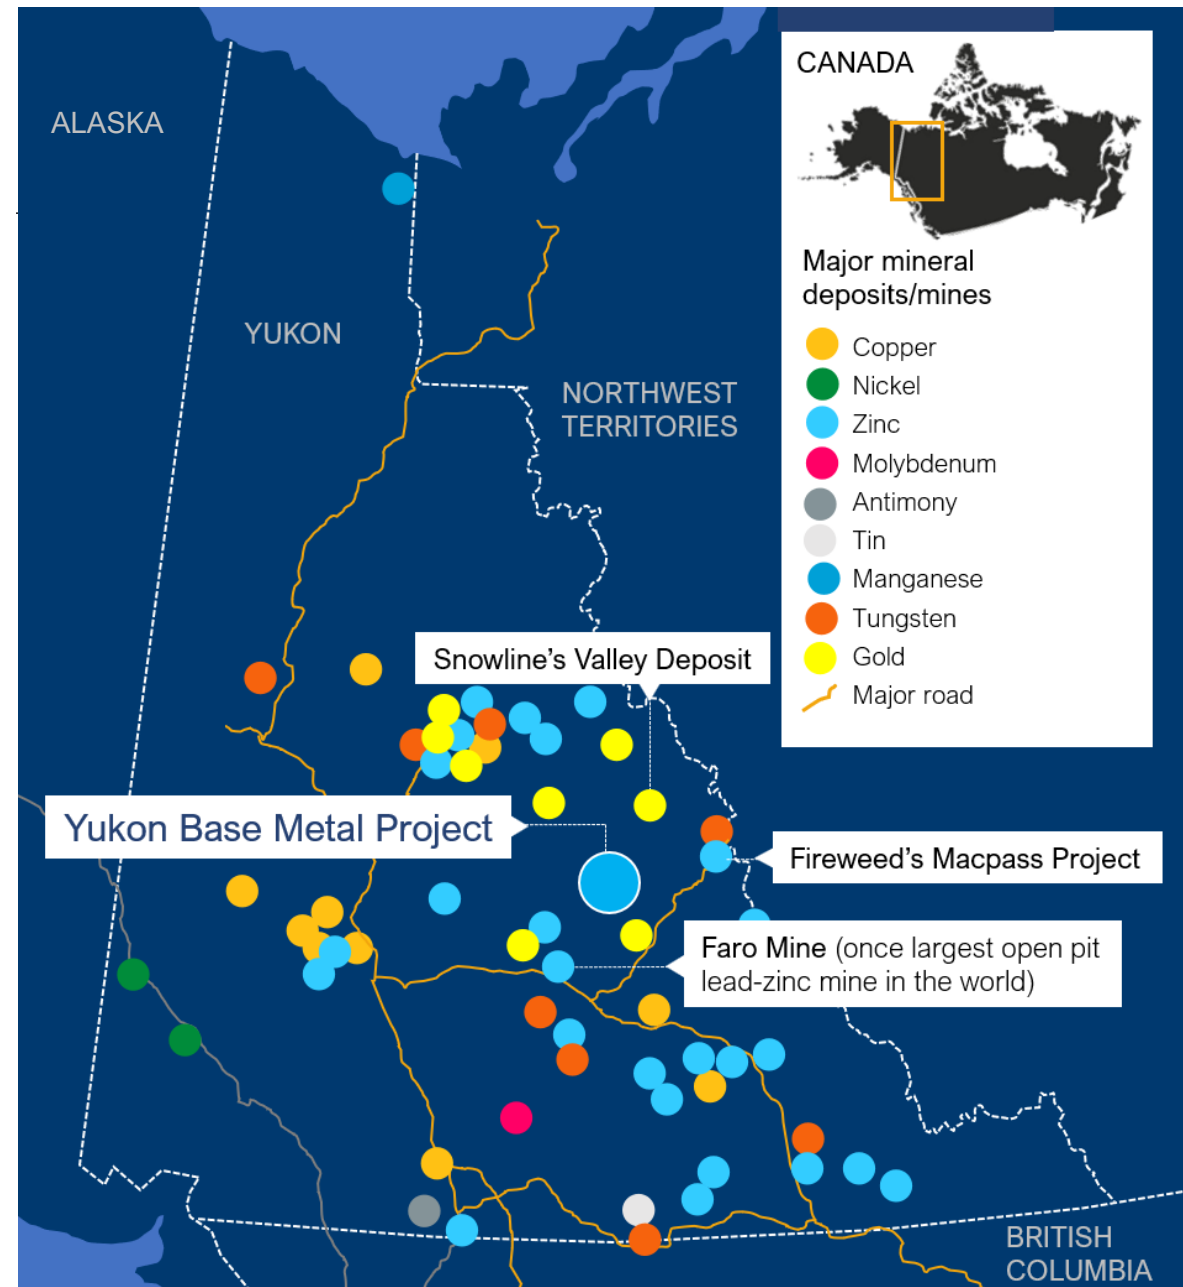 ALASKA
YUKON
NORTHWEST
TERRITORIES
CANADA
Major mineral
deposits/mines
Copper
Nickel
Zinc
Molybdenum
Antimony
Tin
Manganese
Tungsten
Gold
Major road
Snowline’s Valley Deposit
Yukon Base Metal Project
Fireweed’s Macpass Project
Faro Mine (once largest open pit
lead-zinc mine in the world)
BRITISH
COLUMBIA